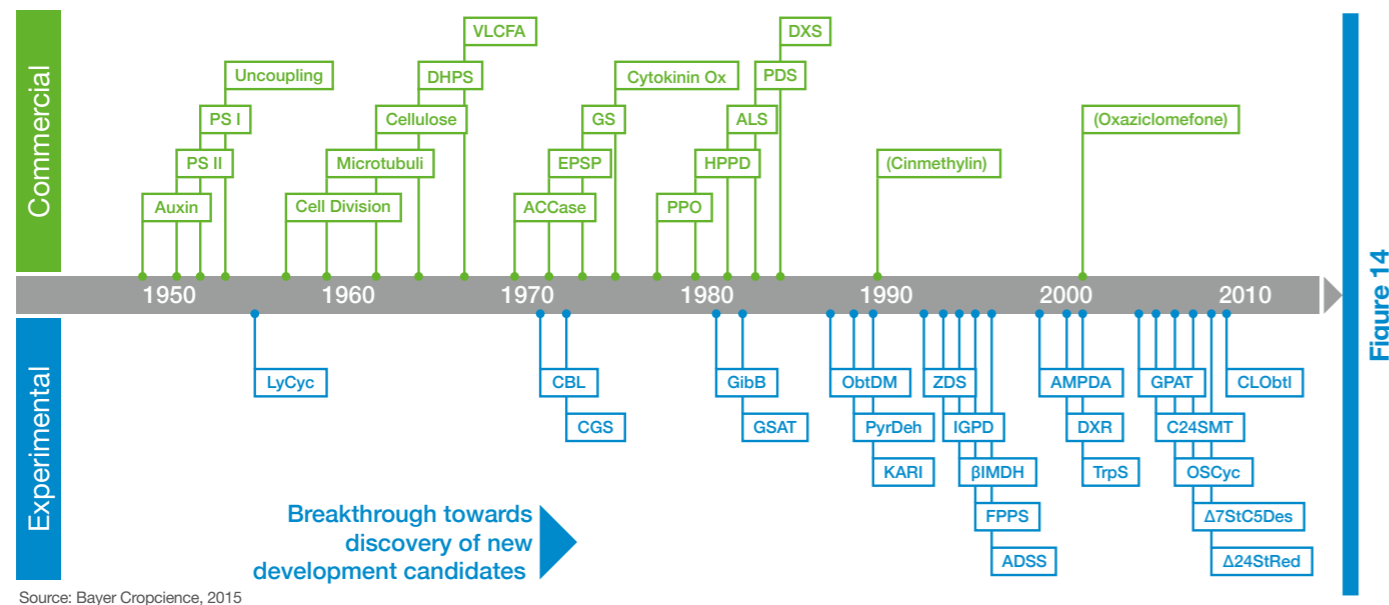 Commercial
VLCFA
DXS
Uncoupling
DHPS
Cytokinin Ox
PDS
PS I
Cellulose
GS
ALS
(Oxaziclomefone)
PS II
Microtubuli
EPSP
HPPD
(Cinmethylin)
Auxin
Cell Division
ACCase
PPO
1950
1960
1970
1980
1990
2000
2010
Experimental
LyCyc
CBL
GibB
ObtDM
ZDS
AMPDA
GPAT
CLObtl
CGS
GSAT
PyrDeh
IGPD
DXR
C24SMT
KARI
βIMDH
TrpS
OSCyc
FPPS
Δ7StC5Des
ADSS
Δ24StRed
Breakthrough towards
discovery of new
development candidates
Figure 14
Source: Bayer Cropcience, 2015